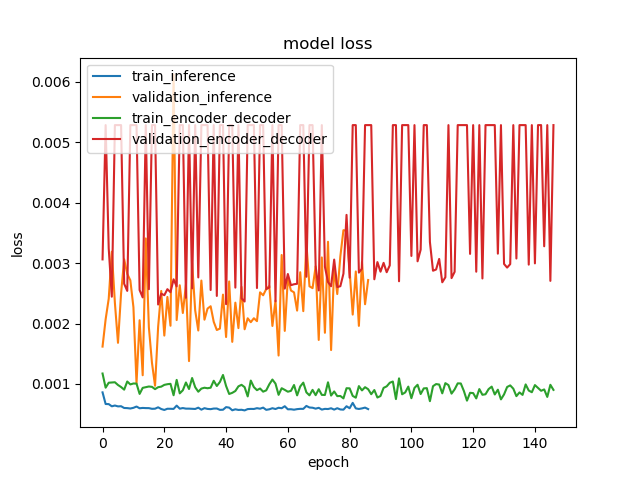 model loss
train_inference
validation_inference
train_encoder_decoder
validation_encoder_decoder
0.006
0.005
0.004
0.003
0.002
0.001
loss
0 20 40 60 80 100 120 140
epoch